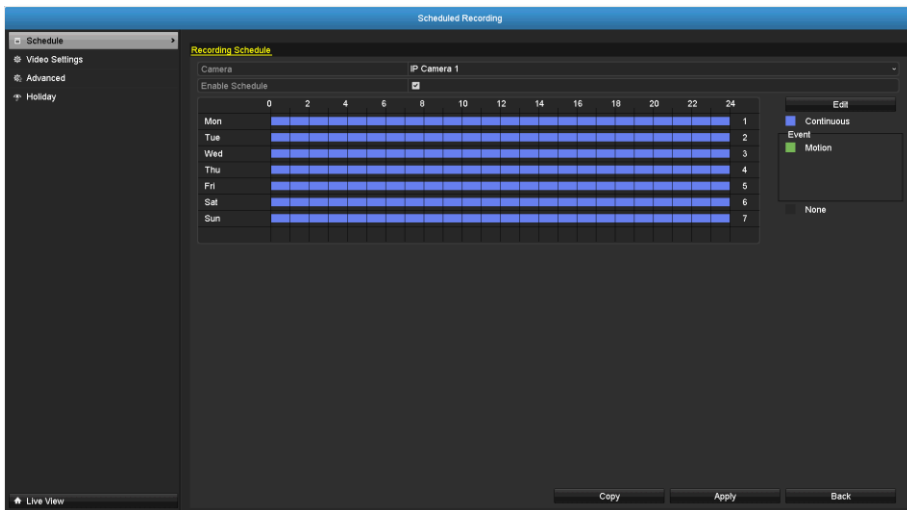 Scheduled Recording
Schedule
Video Settings
Advanced
Holiday
Live View
Recording Schedule
Camera IP Camera 1
Enable Schedule
0 2 4 6 8 10 12 14 16 18 20 22 24
Mon 1
Tue 2
Wed 3
Thu 4
Fri 5
Sat 6
Sun 7
Edit
Continuous
Event
Motion
None
Copy Apply Back